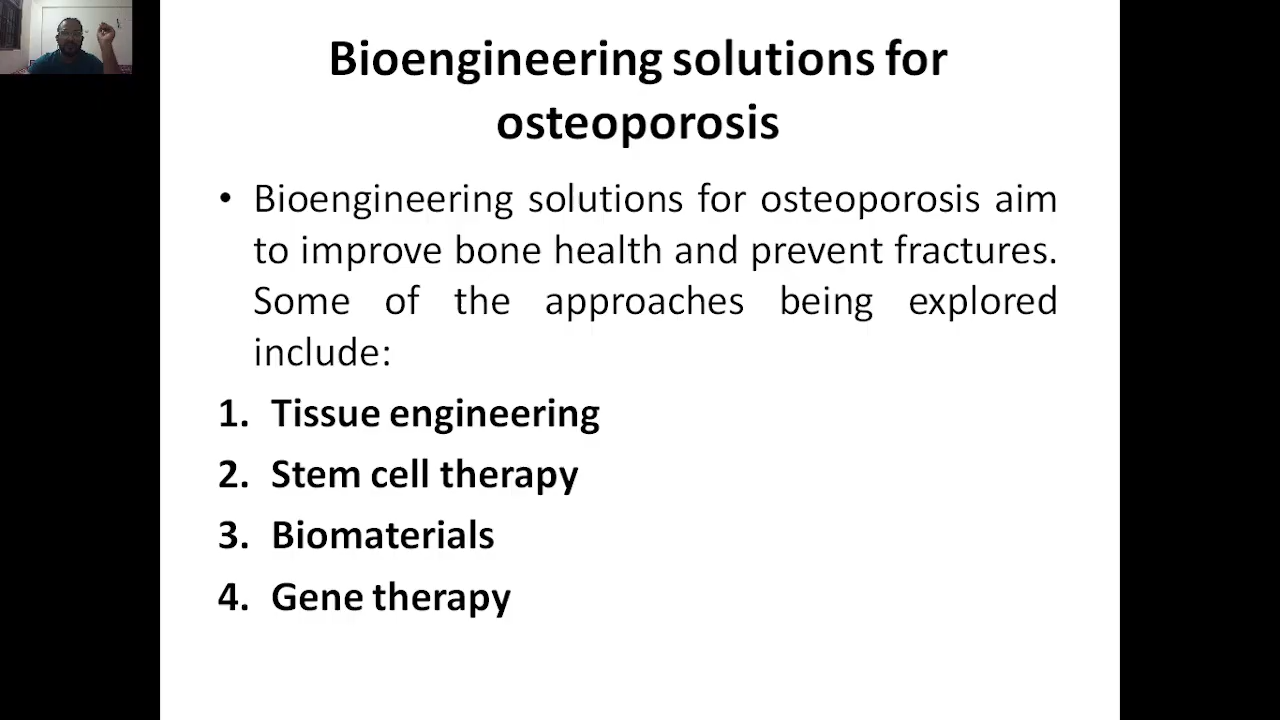 Bioengineering solutions for
osteoporosis
• Bioengineering solutions for osteoporosis aim
to improve bone health and prevent fractures.
Some of the approaches being explored
include:
1. Tissue engineering
2. Stem cell therapy
3. Biomaterials
4. Gene therapy